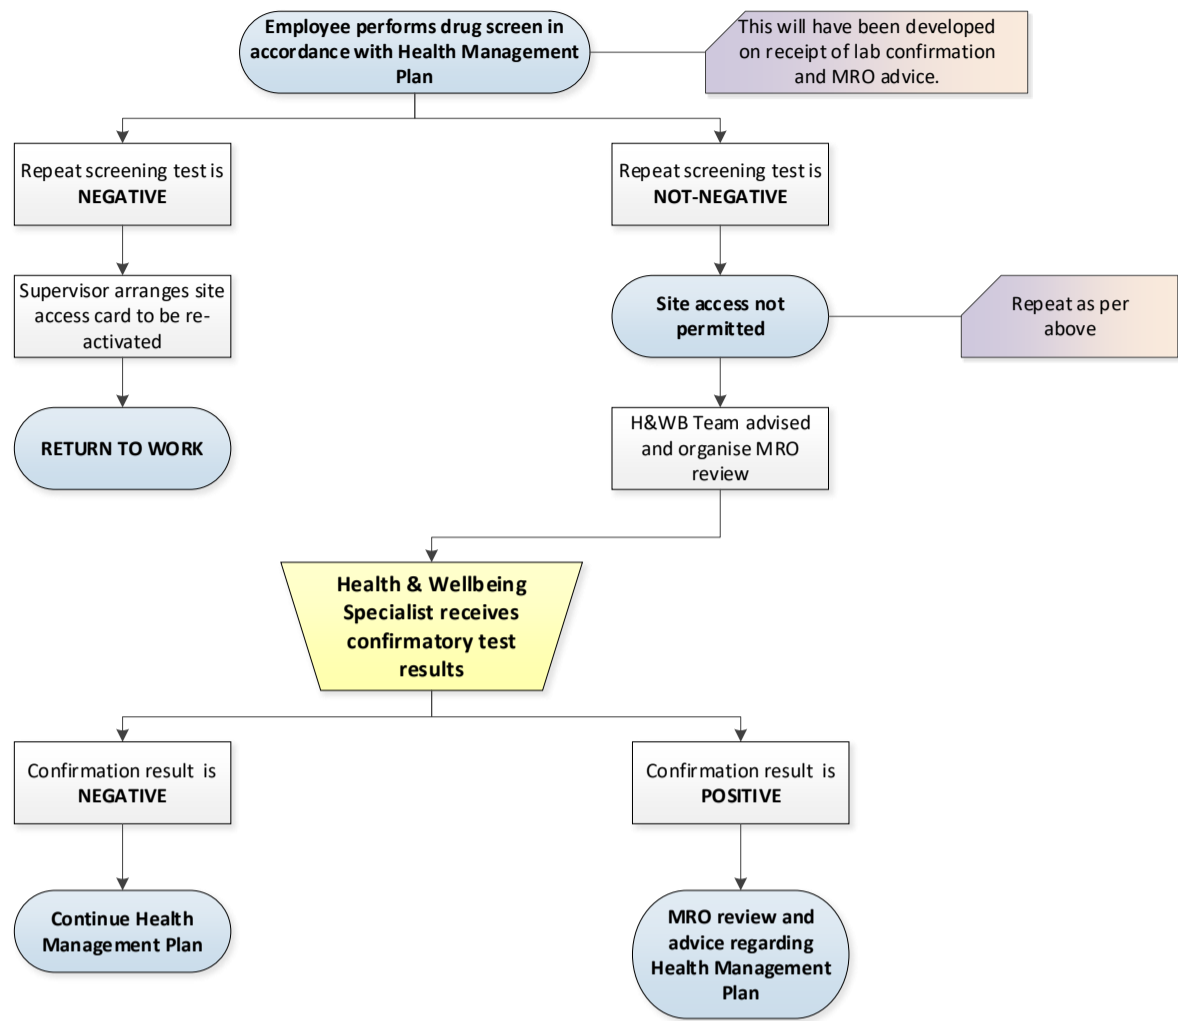 Employee performs drug screen in
accordance with Health Management
Plan
This will have been developed
on receipt of lab confirmation
and MRO advice.
Repeat screening test is
NEGATIVE
Repeat screening test is
NOT-NEGATIVE
Supervisor arranges site
access card to be re-
activated
Site access not
permitted
Repeat as per
above
RETURN TO WORK
H&WB Team advised
and organise MRO
review
Health & Wellbeing
Specialist receives
confirmatory test
results
Confirmation result is
NEGATIVE
Confirmation result is
POSITIVE
Continue Health
Management Plan
MRO review and
advice regarding
Health Management
Plan